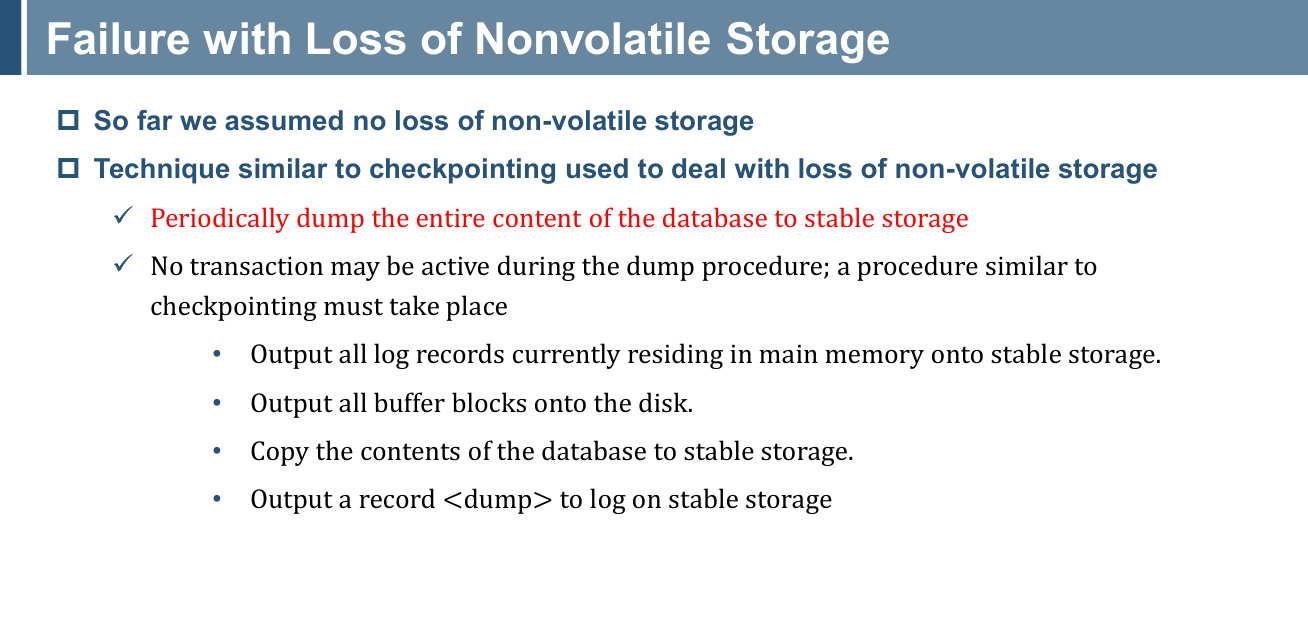 Failure with Loss of Nonvolatile Storage
So far we assumed no loss of non-volatile storage
Technique similar to checkpointing used to deal with loss of non-volatile storage
✓ Periodically dump the entire content of the database to stable storage
✓ No transaction may be active during the dump procedure; a procedure similar to
checkpointing must take place
• Output all log records currently residing in main memory onto stable storage.
• Output all buffer blocks onto the disk.
• Copy the contents of the database to stable storage.
• Output a record <dump> to log on stable storage